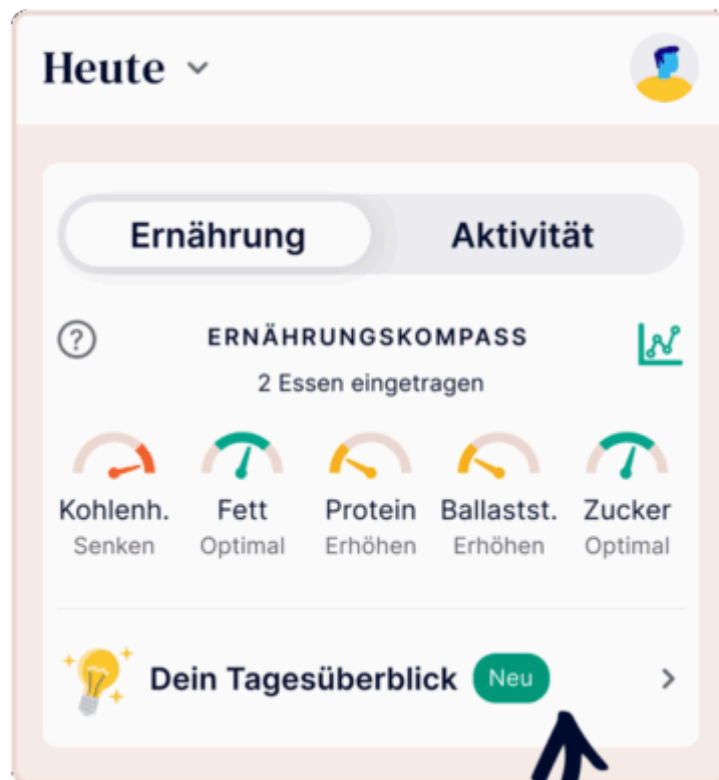 Heute
Ernährung Aktivität
?
ERNÄHRUNGSKOMPASS
2 Essen eingetragen
Kohlenh. Fett Protein Ballastst. Zucker
Senken Optimal Erhöhen Erhöhen Optimal
Dein Tagesüberblick Neu